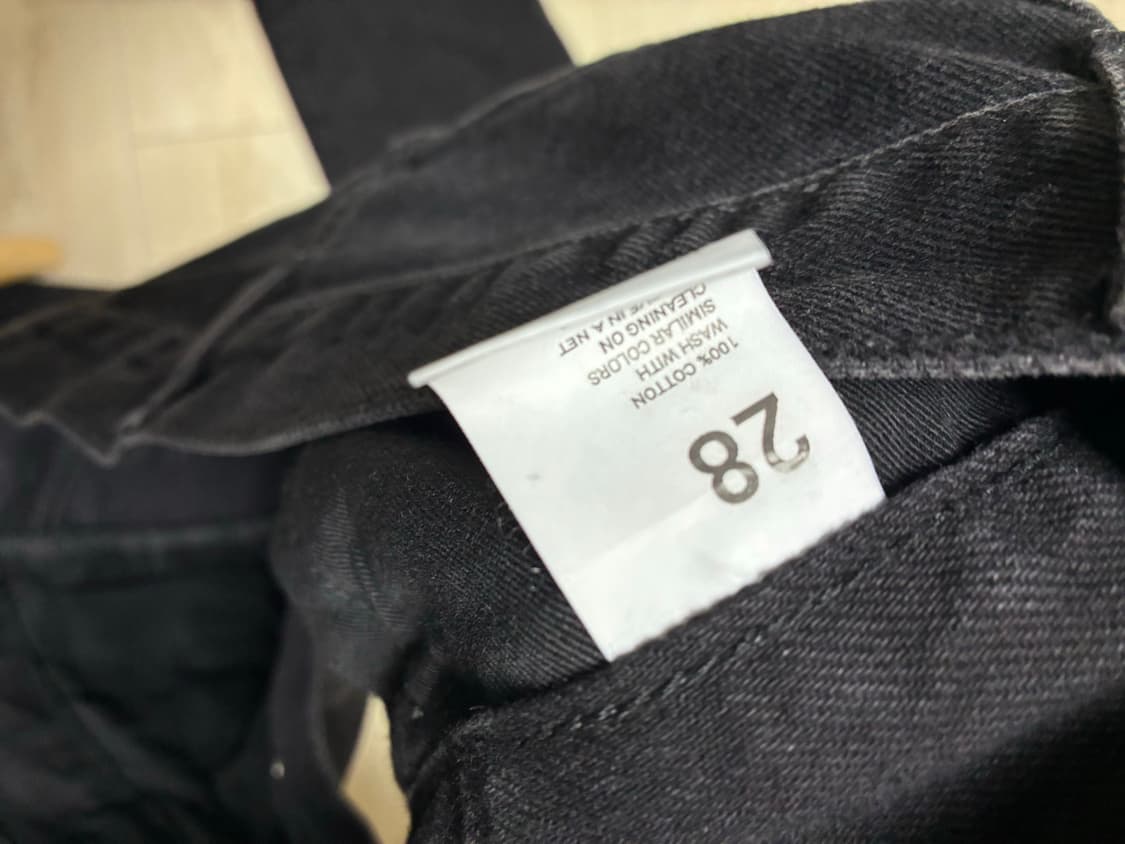 28
100% COTTON
WASH WITH
SIMILAR COLORS
CLEANING ON
IN A NET